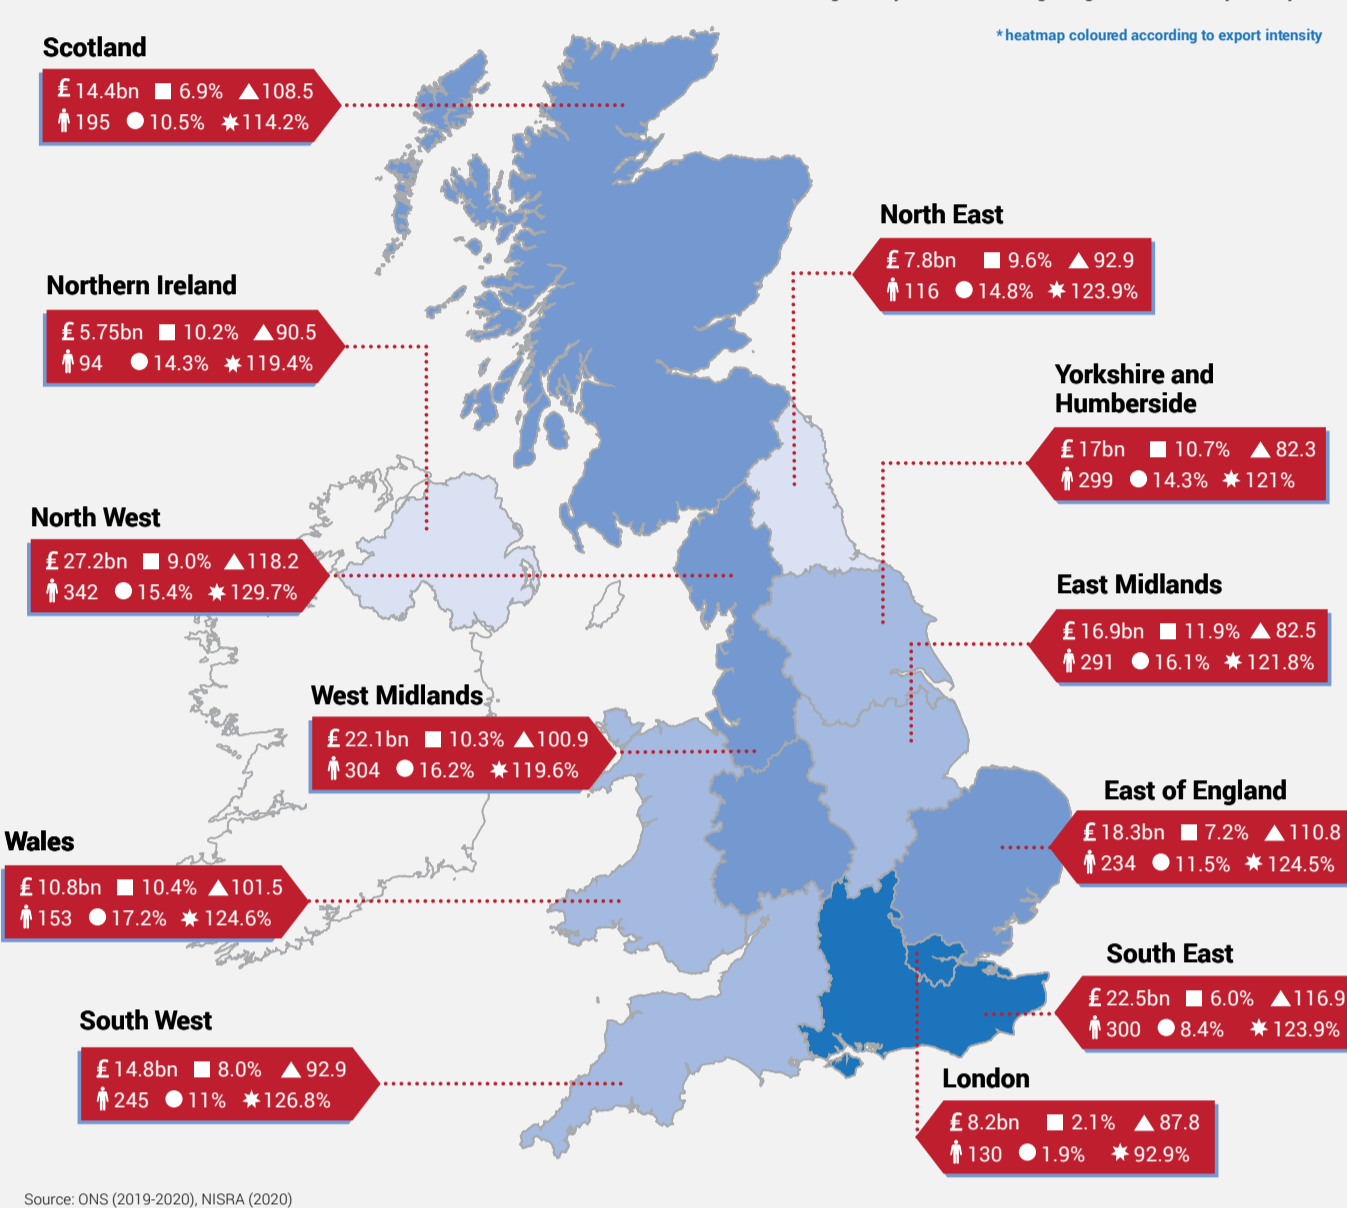 * heatmap coloured according to export intensity
Scotland
£ 14.4bn 6.9% 108.5
195 10.5% 114.2%
North East
£ 7.8bn 9.6% 92.9
116 14.8% 123.9%
Northern Ireland
£ 5.75bn 10.2% 90.5
94 14.3% 119.4%
Yorkshire and
Humberside
£ 17bn 10.7% 82.3
299 14.3% 121%
North West
£ 27.2bn 9.0% 118.2
342 15.4% 129.7%
East Midlands
£ 16.9bn 11.9% 82.5
291 16.1% 121.8%
West Midlands
£ 22.1bn 10.3% 100.9
304 16.2% 119.6%
East of England
£ 18.3bn 7.2% 110.8
234 11.5% 124.5%
Wales
£ 10.8bn 10.4% 101.5
153 17.2% 124.6%
South East
£ 22.5bn 6.0% 116.9
300 8.4% 123.9%
South West
£ 14.8bn 8.0% 92.9
245 11% 126.8%
London
£ 8.2bn 2.1% 87.8
130 1.9% 92.9%
Source: ONS (2019-2020), NISRA (2020)